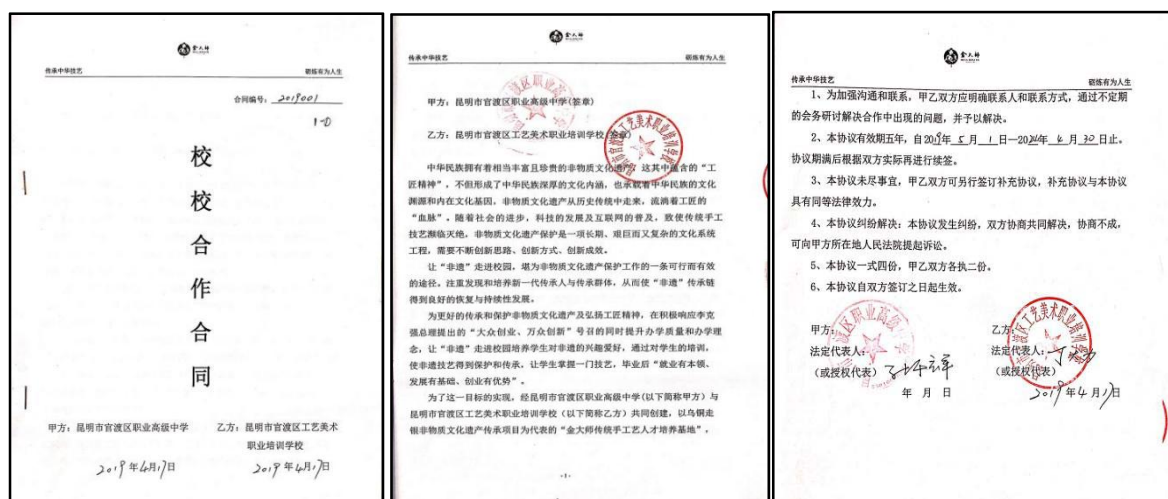 金大师
传承中华技艺 砺炼有为人生
合同编号：2019001
1-0
校
校
合
作
合
同
甲方：昆明市官渡区职业高级中学 乙方：昆明市官渡区工艺美术
职业培训学校
2019年4月17日 2019年4月17日
金大师
传承中华技艺 砺炼有为人生
甲方：昆明市官渡区职业高级中学(签章)
乙方：昆明市官渡区工艺美术职业培训学校(签章)
中华民族拥有着相当丰富且珍贵的非物质文化遗产，这其中蕴含的“工
匠精神”，不但形成了中华民族深厚的文化内涵，也承载着中华民族的文化
渊源和内在文化基因。非物质文化遗产从历史传统中走来，流淌着工匠的
“血脉”。随着社会的进步，科技的发展及互联网的普及，致使传统手工
技艺濒临灭绝，非物质文化遗产保护是一项长期、艰巨而又复杂的文化系统
工程，需要不断创新思路、创新方式、创新成效。
让“非遗”走进校园，堪为非物质文化遗产保护工作的一条可行而有效
的途径。注重发现和培养新一代传承人与传承群体，从而使“非遗”传承链
得到良好的恢复与持续性发展。
为更好的传承和保护非物质文化遗产及弘扬工匠精神，在积极响应李克
强总理提出的“大众创业、万众创新”号召的同时提升办学质量和办学理
念，让“非遗”走进校园培养学生对非遗的兴趣爱好，通过对学生的培训，
使非遗技艺得到保护和传承，让学生掌握一门技艺，毕业后“就业有本领、
发展有基础、创业有优势”。
为了这一目标的实现，经昆明市官渡区职业高级中学(以下简称甲方)与
昆明市官渡区工艺美术职业培训学校（以下简称乙方）共同创建，以乌铜走
银非物质文化遗产传承项目为代表的“金大师传统手工艺人才培养基地”，
-1-
金大师
传承中华技艺 砺炼有为人生
1、为加强沟通和联系，甲乙双方应明确联系人和联系方式，通过不定期
的会务研讨解决合作中出现的问题，并予以解决。
2、本协议有效期五年，自2019年5月1日—2024年4月30日止。
协议期满后根据双方实际再进行续签。
3、本协议未尽事宜，甲乙双方可另行签订补充协议，补充协议与本协议
具有同等法律效力。
4、本协议纠纷解决：本协议发生纠纷，双方协商共同解决，协商不成，
可向甲方所在地人民法院提起诉讼。
5、本协议一式四份，甲乙双方各执二份。
6、本协议自双方签订之日起生效。
甲方： 乙方：
法定代表人： 法定代表人：
（或授权代表） （或授权代表）
年 月 日 2019年4月17日